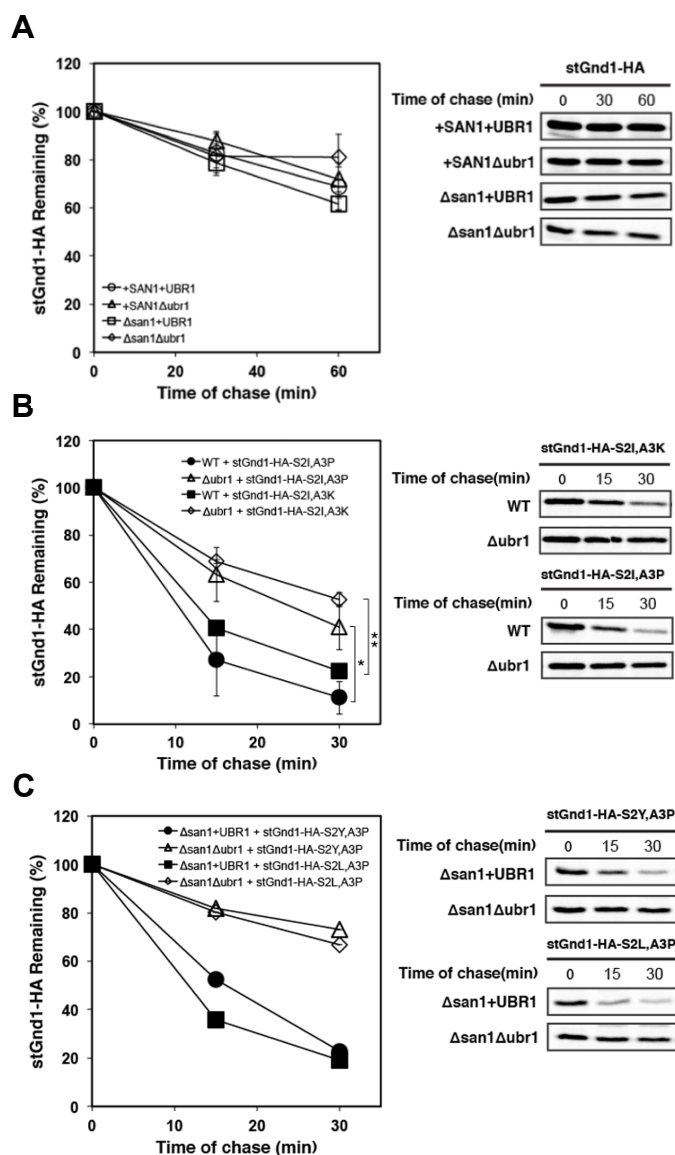 A
120
100
80
60
40
20
0
0
20
40
60
stGnd1-HA Remaining (%)
Time of chase (min)
+SAN1+UBR1
+SAN1Δubr1
Δsan1+UBR1
Δsan1Δubr1
stGnd1-HA
Time of chase (min) 0 30 60
+SAN1+UBR1
+SAN1Δubr1
Δsan1+UBR1
Δsan1Δubr1
B
120
100
80
60
40
20
0
0
10
20
30
40
stGnd1-HA Remaining (%)
Time of chase (min)
WT + stGnd1-HA-S2I,A3P
Δubr1 + stGnd1-HA-S2I,A3P
WT + stGnd1-HA-S2I,A3K
Δubr1 + stGnd1-HA-S2I,A3K
*
**
stGnd1-HA-S2I,A3K
Time of chase(min) 0 15 30
WT
Δubr1
stGnd1-HA-S2I,A3P
Time of chase(min) 0 15 30
WT
Δubr1
C
120
100
80
60
40
20
0
0
10
20
30
stGnd1-HA Remaining (%)
Time of chase (min)
Δsan1+UBR1 + stGnd1-HA-S2Y,A3P
Δsan1Δubr1 + stGnd1-HA-S2Y,A3P
Δsan1+UBR1 + stGnd1-HA-S2L,A3P
Δsan1Δubr1 + stGnd1-HA-S2L,A3P
stGnd1-HA-S2Y,A3P
Time of chase(min) 0 15 30
Δsan1+UBR1
Δsan1Δubr1
stGnd1-HA-S2L,A3P
Time of chase(min) 0 15 30
Δsan1+UBR1
Δsan1Δubr1